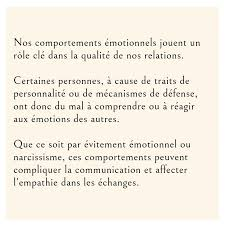 Nos comportements émotionnels jouent un
rôle clé dans la qualité de nos relations.
Certaines personnes, à cause de traits de
personnalité ou de mécanismes de défense,
ont donc du mal à comprendre ou à réagir
aux émotions des autres.
Que ce soit par évitement émotionnel ou
narcissisme, ces comportements peuvent
compliquer la communication et affecter
l'empathie dans les échanges.